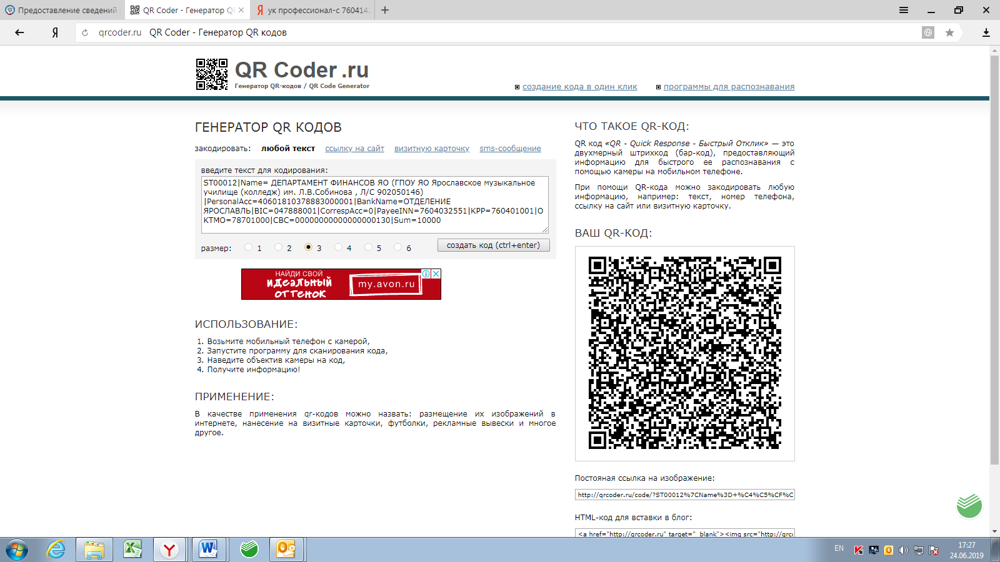 Предоставление сведений
QR Coder - Генератор QR
ук профессионал-с 760414
qrcoder.ru QR Coder - Генератор QR кодов
QR Coder .ru
Генератор QR-кодов / QR Code Generator
создание кода в один клик
программы для распознавания
ГЕНЕРАТОР QR КОДОВ
закодировать: любой текст ссылку на сайт визитную карточку sms-сообщение
введите текст для кодирования:
ST00012|Name= ДЕПАРТАМЕНТ ФИНАНСОВ ЯО (ГПОУ ЯО Ярославское музыкальное
училище (колледж) им. Л.В.Собинова , Л/С 902050146)
|PersonalAcc=40601810378883000001|BankName=ОТДЕЛЕНИЕ
ЯРОСЛАВЛЬ|BIC=047888001|CorrespAcc=0|PayeeINN=7604032551|KPP=760401001|О
КТМО=78701000|CBC=00000000000000000130|Sum=10000
размер: 1 2 3 4 5 6
создать код (ctrl+enter)
НАЙДИ СВОЙ
идеальный
оттенок
my.avon.ru
ИСПОЛЬЗОВАНИЕ:
1. Возьмите мобильный телефон с камерой,
2. Запустите программу для сканирования кода,
3. Наведите объектив камеры на код,
4. Получите информацию!
ПРИМЕНЕНИЕ:
В качестве применения qr-кодов можно назвать: размещение их изображений в
интернете, нанесение на визитные карточки, футболки, рекламные вывески и многое
другое.
ЧТО ТАКОЕ QR-КОД:
QR код «QR - Quick Response - Быстрый Отклик» — это
двухмерный штрихкод (бар-код), предоставляющий
информацию для быстрого ее распознавания с
помощью камеры на мобильном телефоне.
При помощи QR-кода можно закодировать любую
информацию, например: текст, номер телефона,
ссылку на сайт или визитную карточку.
ВАШ QR-КОД:
Постояная ссылка на изображение:
http://qrcoder.ru/code/?ST00012%7CName%3D+%C4%C5%CF%C
HTML-код для вставки в блог:
<a href="http://qrcoder.ru" target="_blank"><img src="http://qrco
EN
17:27
24.06.2019